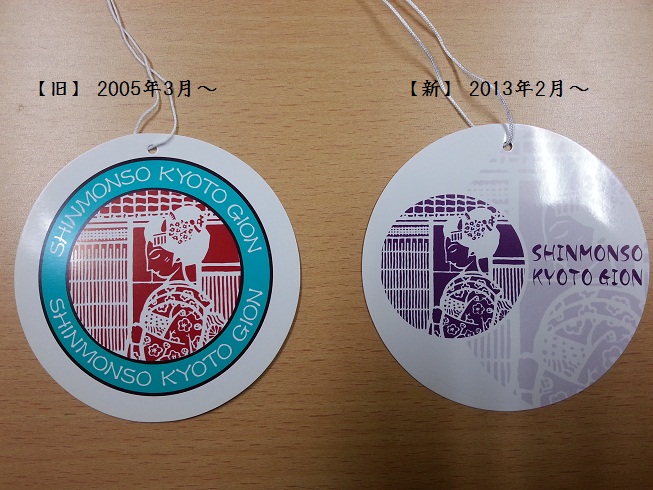 【旧】 2005年3月～
【新】 2013年2月～
SHINMONSO KYOTO GION
SHINMONSO KYOTO GION
SHINMONSO
KYOTO GION